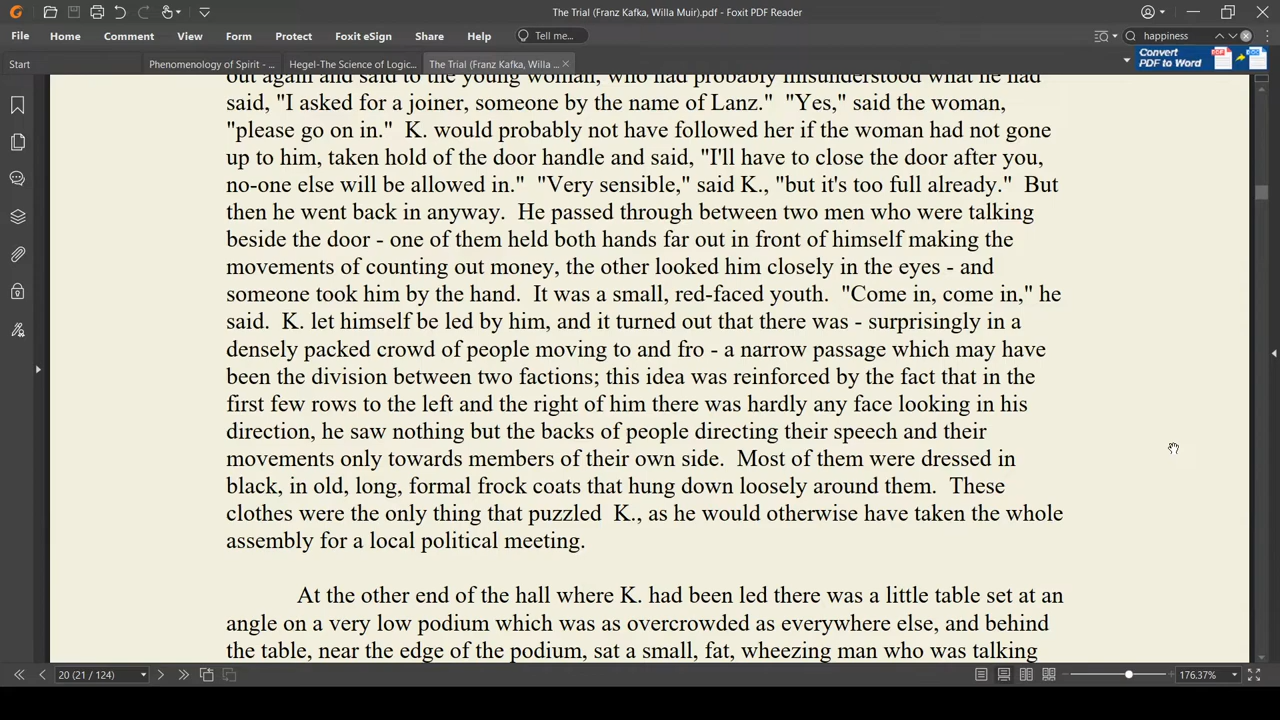 The Trial (Franz Kafka, Willa Muir).pdf - Foxit PDF Reader
File Home Comment View Form Protect Foxit eSign Share Help Tell me... happiness
Start Phenomenology of Spirit - ... Hegel-The Science of Logic... The Trial (Franz Kafka, Willa ... Convert PDF to Word
out again and said to the young woman, who had probably misunderstood what he had
said, "I asked for a joiner, someone by the name of Lanz."  "Yes," said the woman,
"please go on in."  K. would probably not have followed her if the woman had not gone
up to him, taken hold of the door handle and said, "I'll have to close the door after you,
no-one else will be allowed in."  "Very sensible," said K., "but it's too full already."  But
then he went back in anyway.  He passed through between two men who were talking
beside the door - one of them held both hands far out in front of himself making the
movements of counting out money, the other looked him closely in the eyes - and
someone took him by the hand.  It was a small, red-faced youth.  "Come in, come in," he
said.  K. let himself be led by him, and it turned out that there was - surprisingly in a
densely packed crowd of people moving to and fro - a narrow passage which may have
been the division between two factions; this idea was reinforced by the fact that in the
first few rows to the left and the right of him there was hardly any face looking in his
direction, he saw nothing but the backs of people directing their speech and their
movements only towards members of their own side.  Most of them were dressed in
black, in old, long, formal frock coats that hung down loosely around them.  These
clothes were the only thing that puzzled  K., as he would otherwise have taken the whole
assembly for a local political meeting.
At the other end of the hall where K. had been led there was a little table set at an
angle on a very low podium which was as overcrowded as everywhere else, and behind
the table, near the edge of the podium, sat a small, fat, wheezing man who was talking
20 (21 / 124) 176.37%